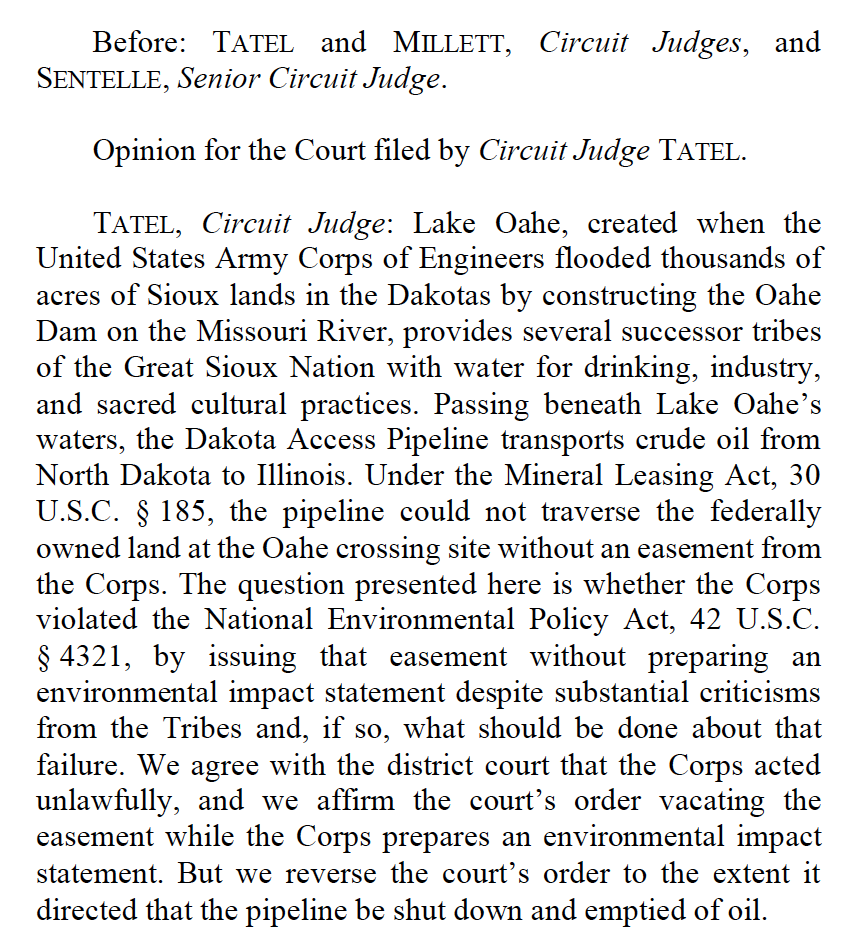 Before: TATEL and MILLETT, Circuit Judges, and
SENTELLE, Senior Circuit Judge.
Opinion for the Court filed by Circuit Judge TATEL.
TATEL, Circuit Judge: Lake Oahe, created when the
United States Army Corps of Engineers flooded thousands of
acres of Sioux lands in the Dakotas by constructing the Oahe
Dam on the Missouri River, provides several successor tribes
of the Great Sioux Nation with water for drinking, industry,
and sacred cultural practices. Passing beneath Lake Oahe’s
waters, the Dakota Access Pipeline transports crude oil from
North Dakota to Illinois. Under the Mineral Leasing Act, 30
U.S.C. § 185, the pipeline could not traverse the federally
owned land at the Oahe crossing site without an easement from
the Corps. The question presented here is whether the Corps
violated the National Environmental Policy Act, 42 U.S.C.
§ 4321, by issuing that easement without preparing an
environmental impact statement despite substantial criticisms
from the Tribes and, if so, what should be done about that
failure. We agree with the district court that the Corps acted
unlawfully, and we affirm the court’s order vacating the
easement while the Corps prepares an environmental impact
statement. But we reverse the court’s order to the extent it
directed that the pipeline be shut down and emptied of oil.